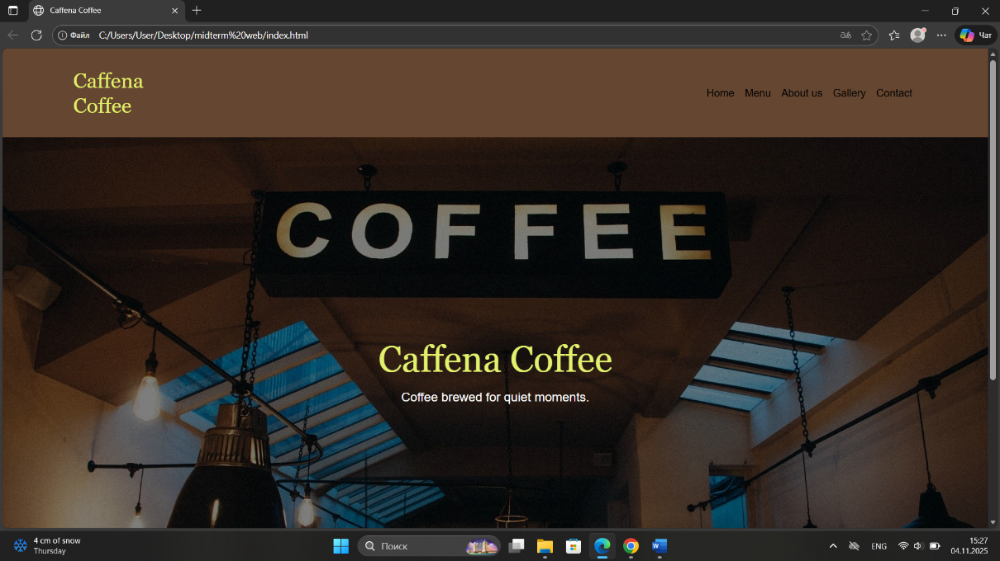 Caffena Coffee
Файл C:/Users/User/Desktop/midterm%20web/index.html
Чат
Caffena
Coffee
Home Menu About us Gallery Contact
COFFEE
Caffena Coffee
Coffee brewed for quiet moments.
4 cm of snow
Thursday
Поиск
ENG
15:27
04.11.2025